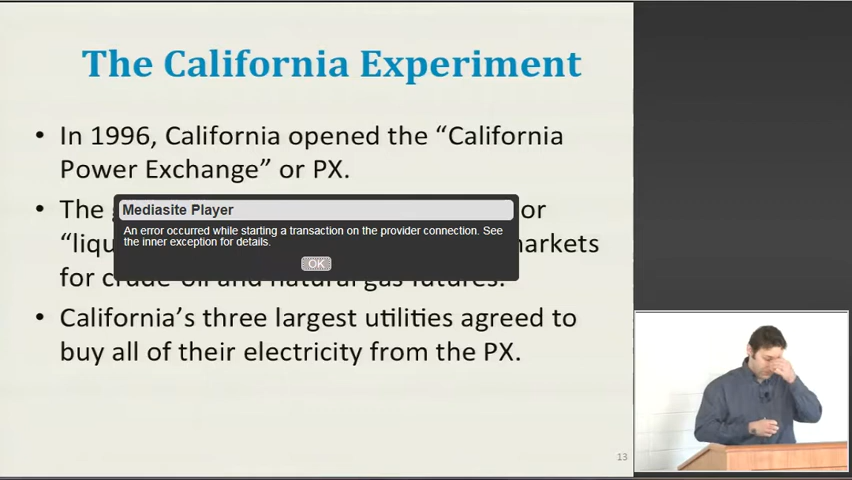 The California Experiment
• In 1996, California opened the “California
Power Exchange” or PX.
• The or
“liqu arkets
for crude-oil and natural gas futures.
• California’s three largest utilities agreed to
buy all of their electricity from the PX.
13
Mediasite Player
An error occurred while starting a transaction on the provider connection. See
the inner exception for details.
OK